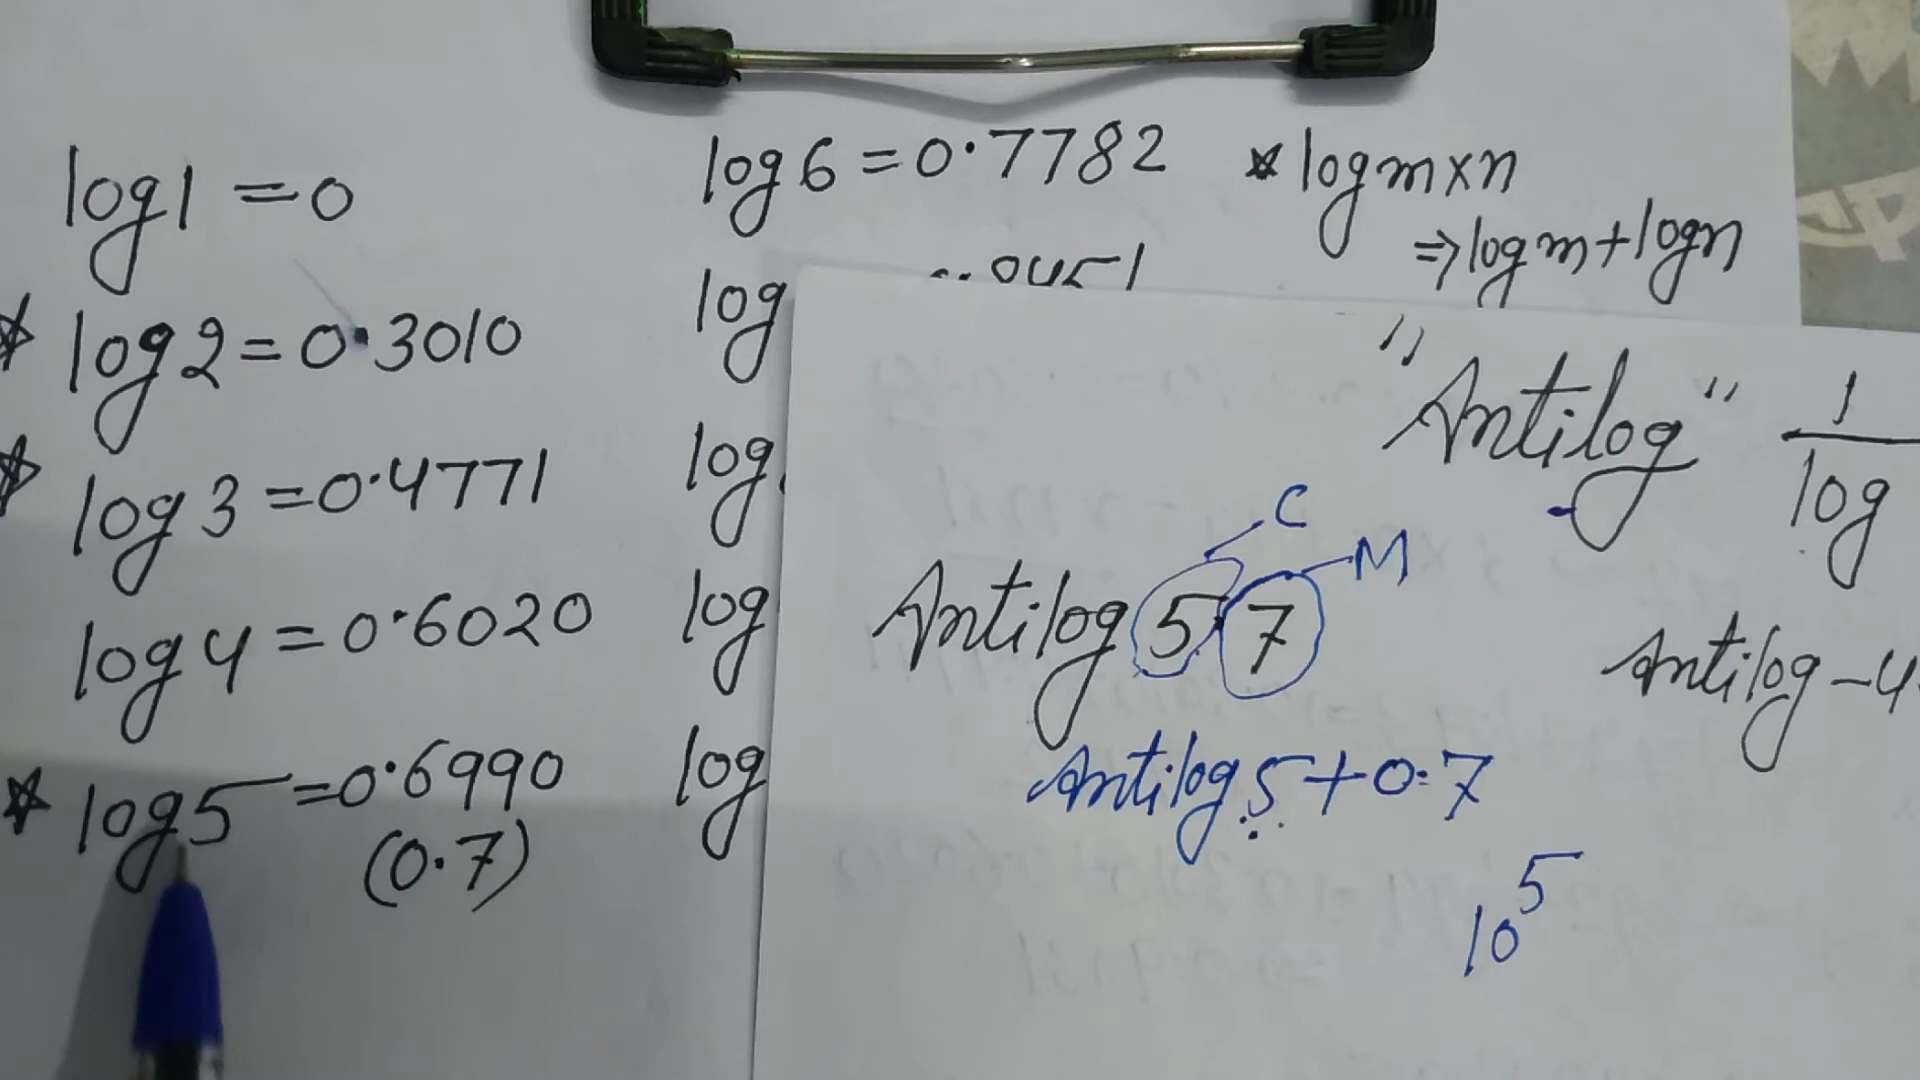 log1 = 0
log2 = 0.3010
log3 = 0.4771
log4 = 0.6020
log5 = 0.6990
(0.7)
log6 = 0.7782
log
log
log
log
logm×n
⇒ logm+logn
"Antilog" 1/log
C
M
Antilog 5.7
Antilog -4
Antilog 5+0.7
10^5